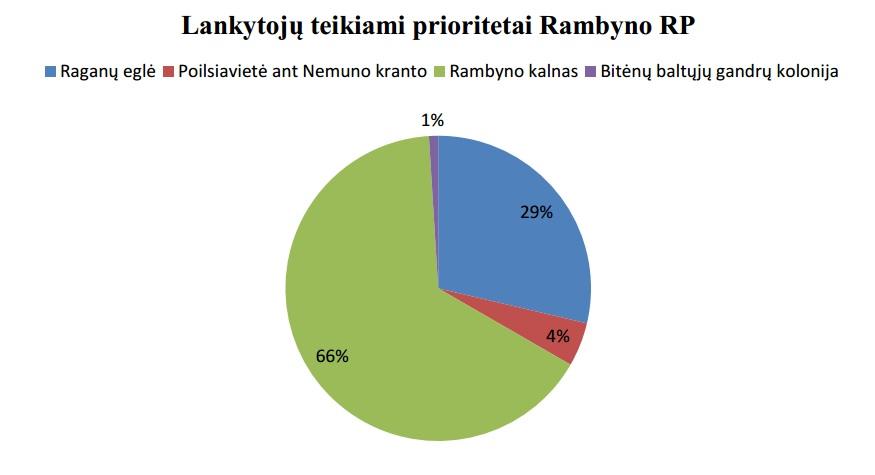 Lankytojų teikiami prioritetai Rambyno RP
Raganų eglė Poilsiavietė ant Nemuno kranto Rambyno kalnas Bitėnų baltųjų gandrų kolonija
1%
29%
4%
66%